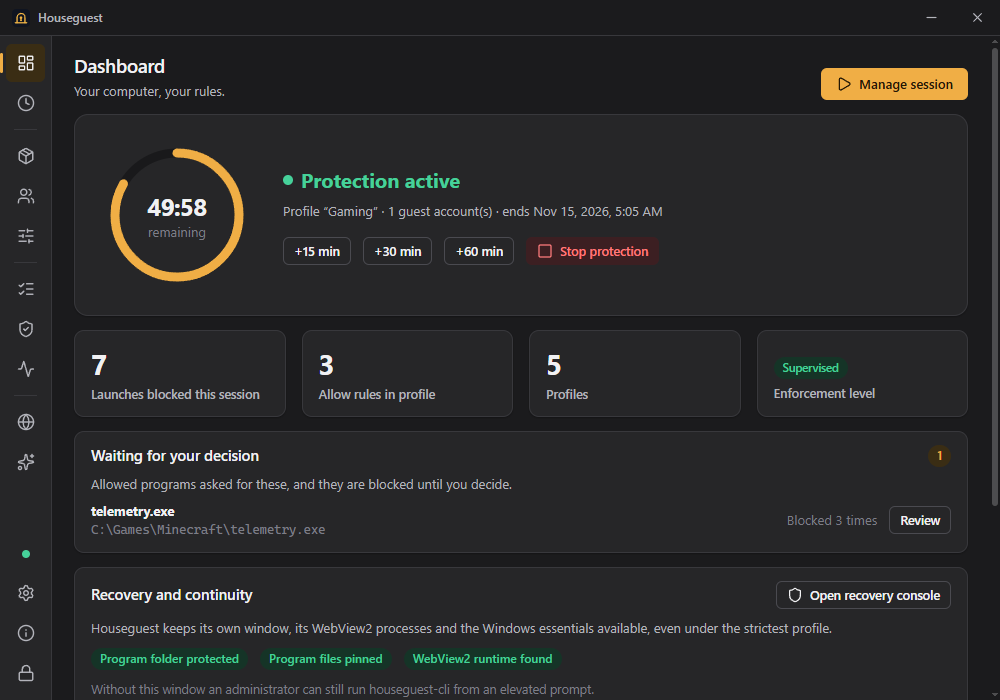 Houseguest
Dashboard
Your computer, your rules.
Manage session
49:58
remaining
Protection active
Profile “Gaming” · 1 guest account(s) · ends Nov 15, 2026, 5:05 AM
+15 min
+30 min
+60 min
Stop protection
7
Launches blocked this session
3
Allow rules in profile
5
Profiles
Supervised
Enforcement level
Waiting for your decision
1
Allowed programs asked for these, and they are blocked until you decide.
telemetry.exe
C:\Games\Minecraft\telemetry.exe
Blocked 3 times
Review
Recovery and continuity
Open recovery console
Houseguest keeps its own window, its WebView2 processes and the Windows essentials available, even under the strictest profile.
Program folder protected
Program files pinned
WebView2 runtime found
Without this window an administrator can still run houseguest-cli from an elevated prompt.